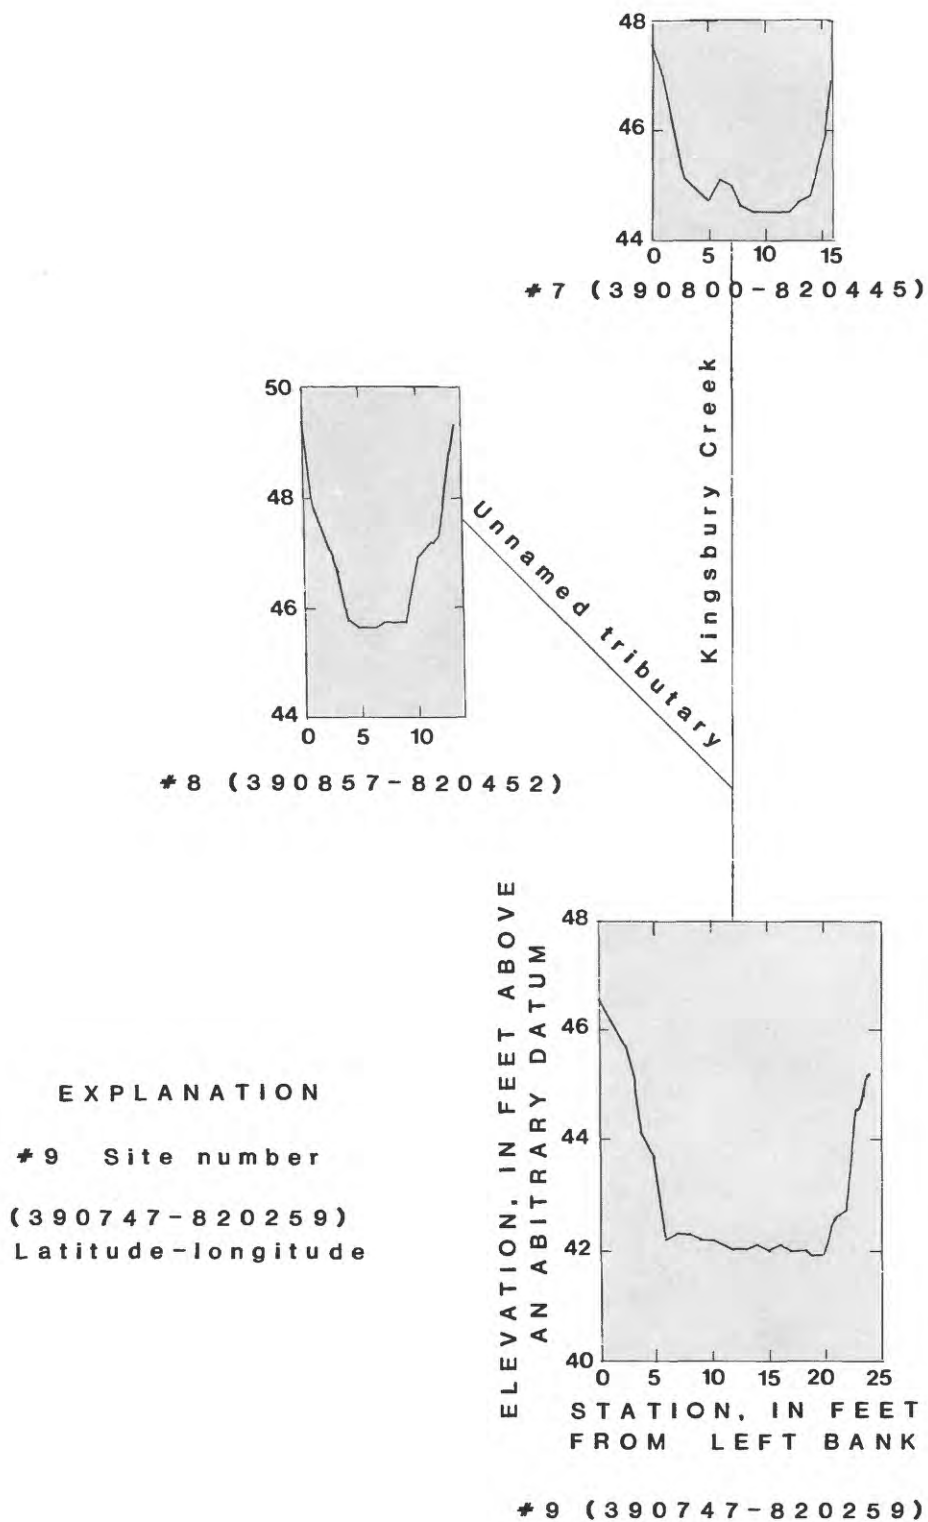 48
46
44
0 5 10 15
#7 (390800-820445)
Kingsbury Creek
50
48
46
44
0 5 10
#8 (390857-820452)
Unnamed tributary
ELEVATION, IN FEET ABOVE
AN ABITRARY DATUM
48
46
44
42
40
0 5 10 15 20 25
STATION, IN FEET
FROM LEFT BANK
#9 (390747-820259)
EXPLANATION
#9 Site number
(390747-820259)
Latitude-longitude